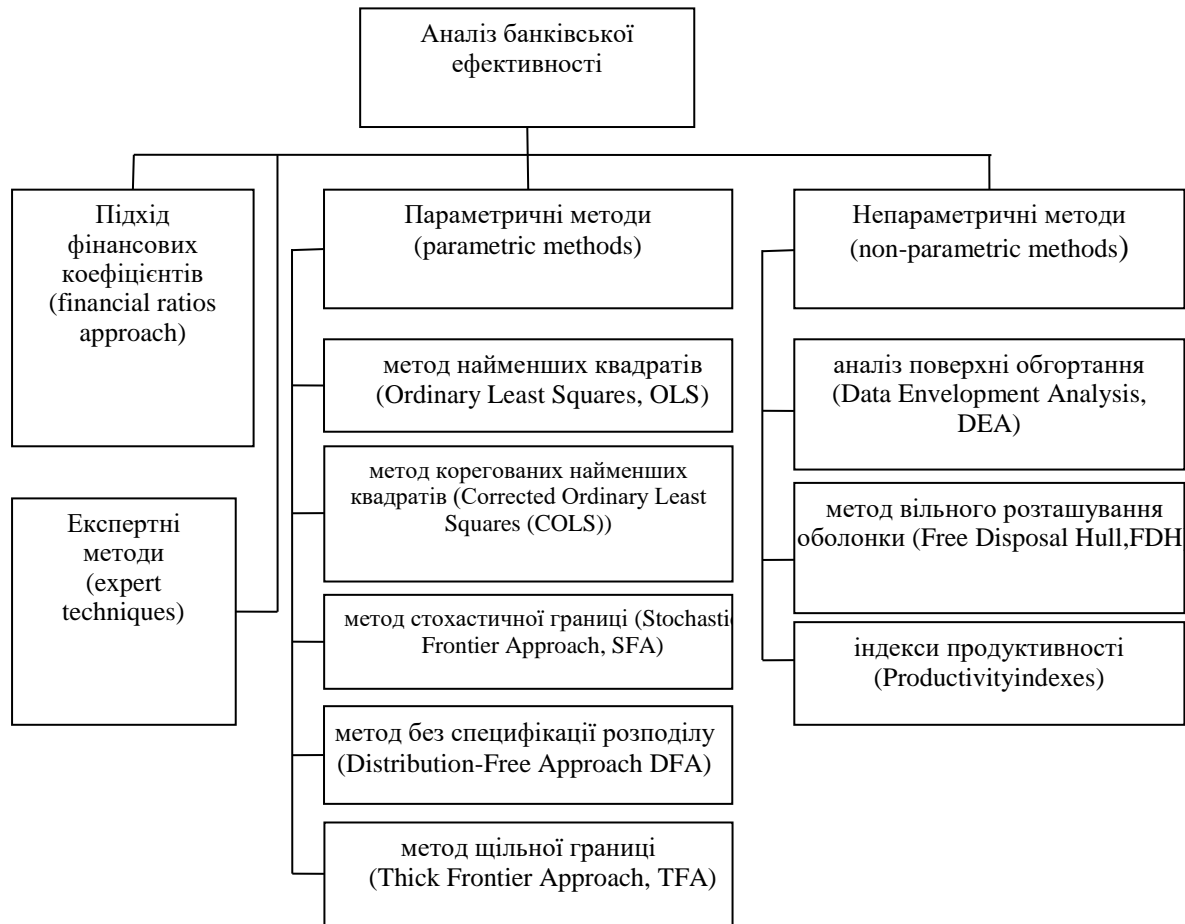 Аналіз банківської
ефективності
Підхід
фінансових
коефіцієнтів
(financial ratios
approach)
Експертні
методи
(expert
techniques)
Параметричні методи
(parametric methods)
метод найменших квадратів
(Ordinary Least Squares, OLS)
метод корегованих найменших
квадратів (Corrected Ordinary Least
Squares (COLS))
метод стохастичної границі (Stochasti
Frontier Approach, SFA)
метод без специфікації розподілу
(Distribution-Free Approach DFA)
метод щільної границі
(Thick Frontier Approach, TFA)
Непараметричні методи
(non-parametric methods)
аналіз поверхні обгортання
(Data Envelopment Analysis,
DEA)
метод вільного розташування
оболонки (Free Disposal Hull,FDH
індекси продуктивності
(Productivityindexes)